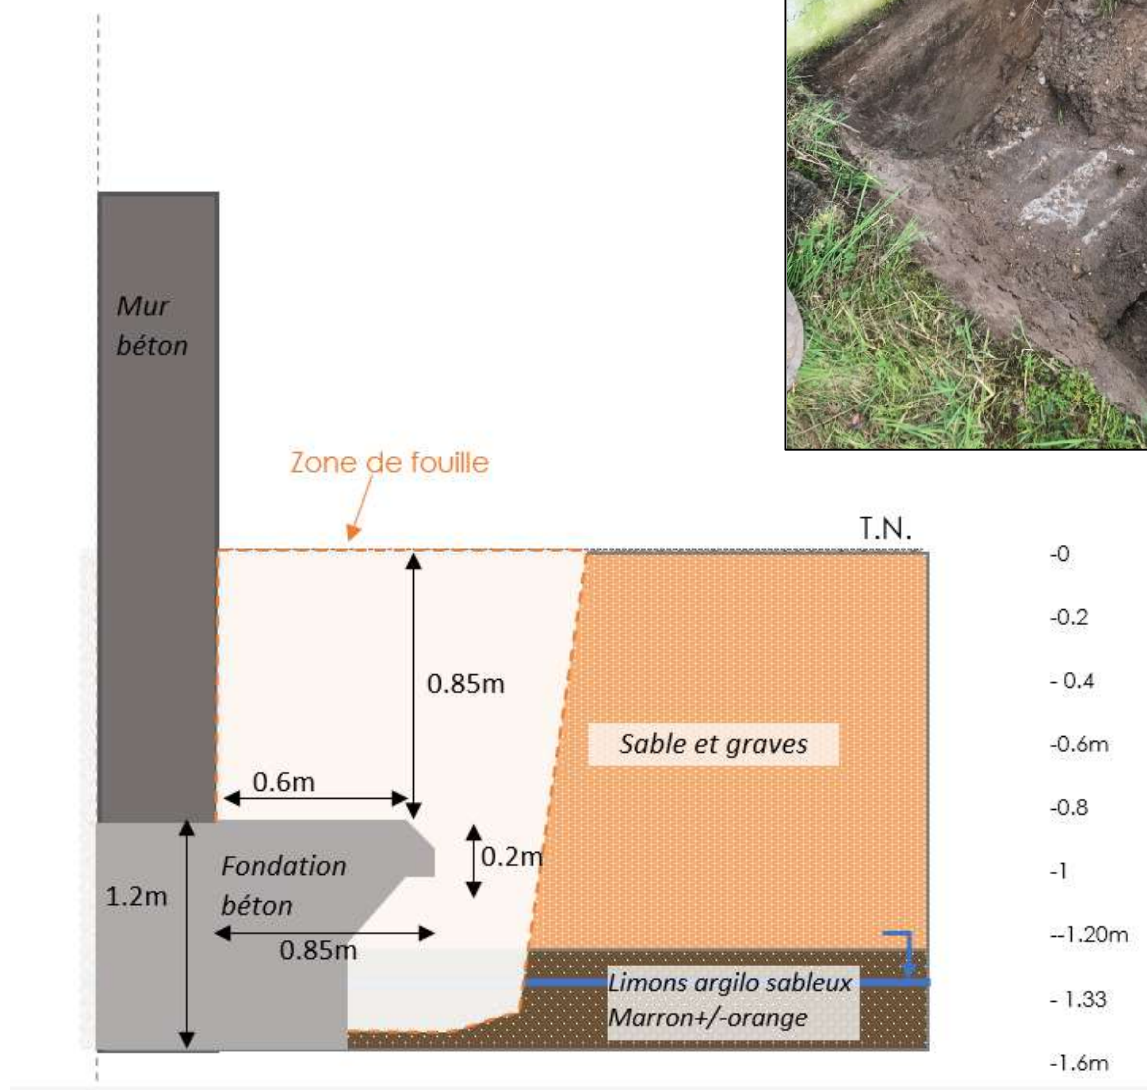 Mur
béton
Zone de fouille
T.N.
-0
-0.2
- 0.4
0.85m
Sable et graves
-0.6m
0.6m
-0.8
Fondation
béton
0.2m
-1
1.2m
0.85m
--1.20m
Limons argilo sableux
Marron+/-orange
- 1.33
-1.6m